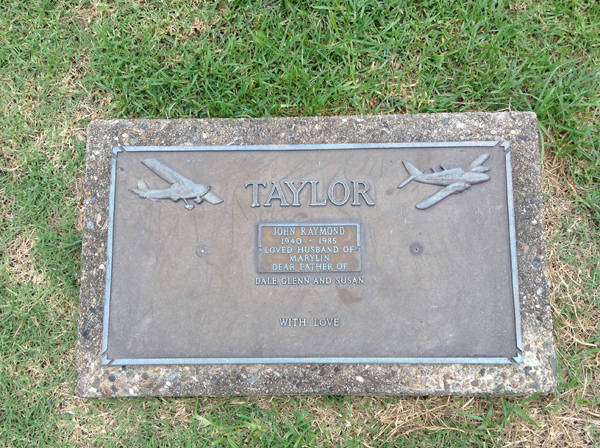 TAYLOR
JOHN RAYMOND
1940 - 1985
LOVED HUSBAND OF
MARYLIN
DEAR FATHER OF
DALE GLENN AND SUSAN
WITH LOVE